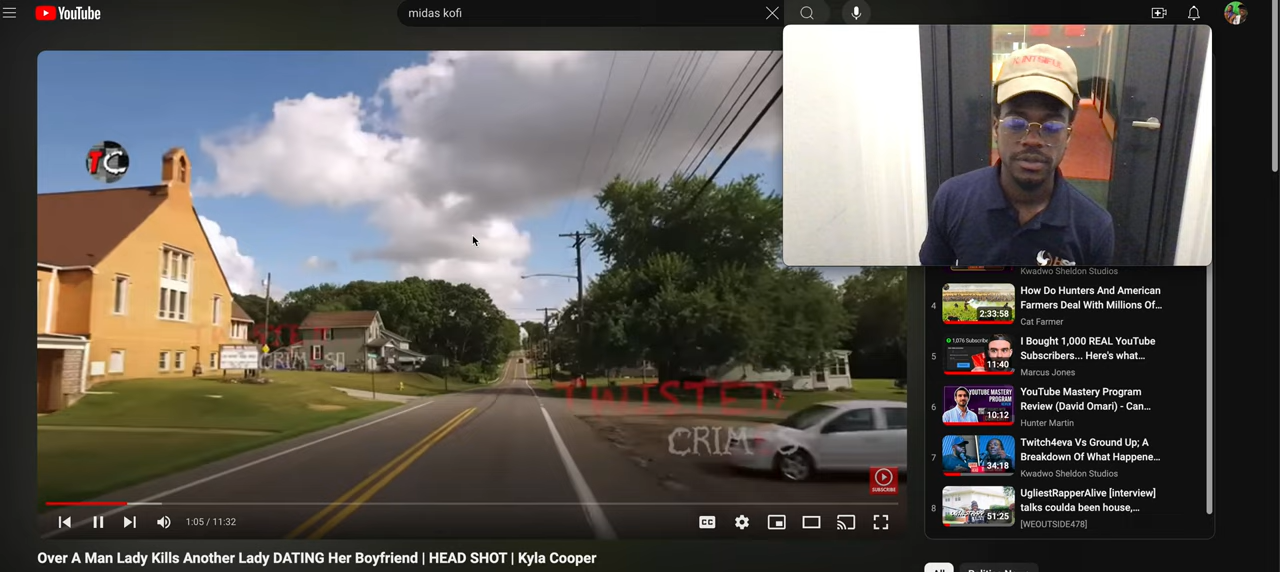 YouTube
midas kofi
TC
TWISTED
CRIM
SUBSCRIBE
1:05 / 11:32
CC
Over A Man Lady Kills Another Lady DATING Her Boyfriend | HEAD SHOT | Kyla Cooper
Kwadwo Sheldon Studios
4
2:33:58
How Do Hunters And American
Farmers Deal With Millions Of…
Cat Farmer
5
11:40
I Bought 1,000 REAL YouTube
Subscribers... Here's what…
Marcus Jones
6
10:12
YouTube Mastery Program
Review (David Omari) - Can…
Hunter Martin
7
34:18
Twitch4eva Vs Ground Up; A
Breakdown Of What Happene…
Kwadwo Sheldon Studios
8
51:25
UgliestRapperAlive [interview]
talks coulda been house,…
[WEOUTSIDE478]
All